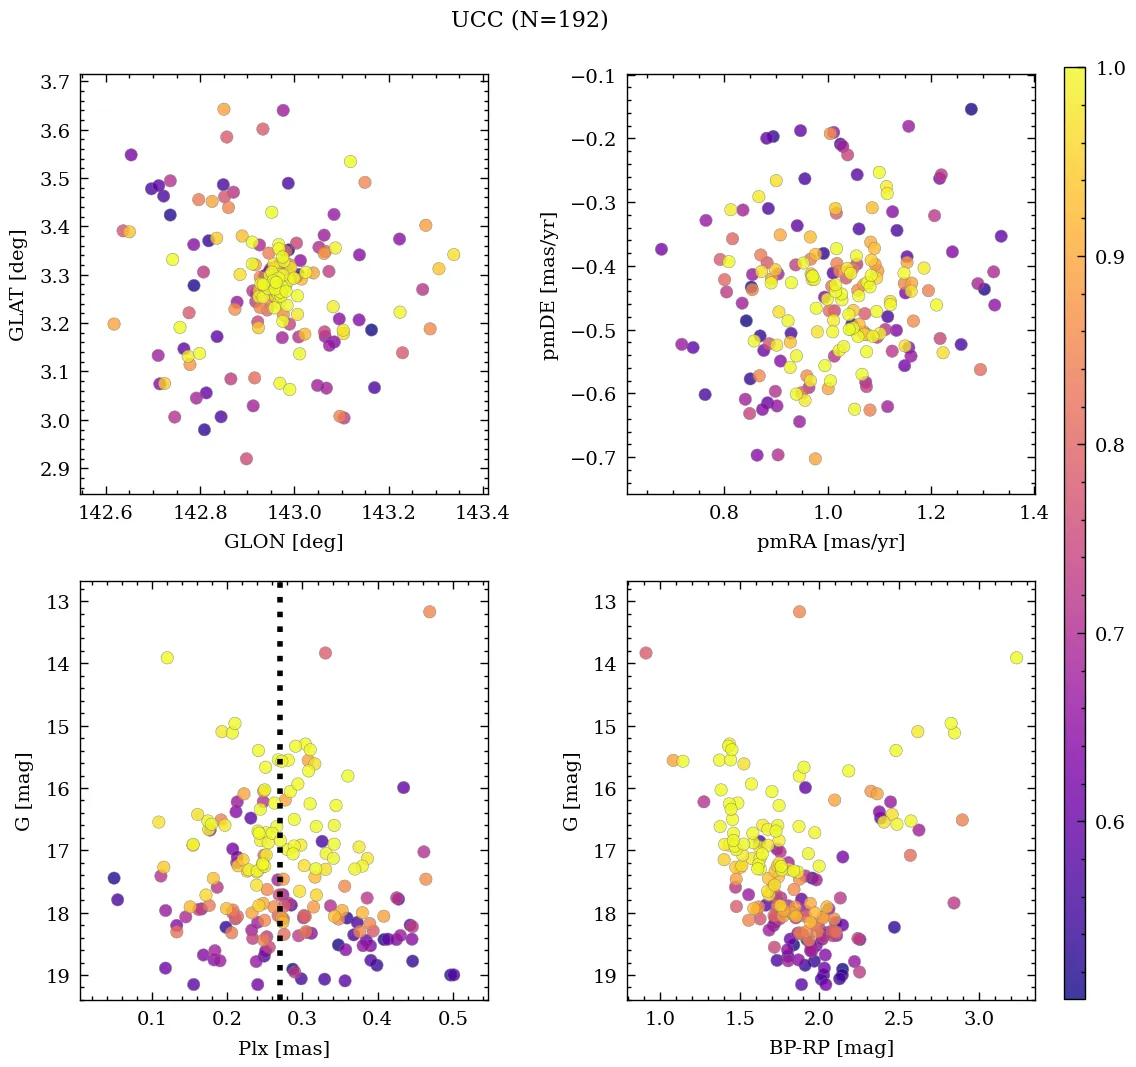 UCC (N=192)
3.7
3.6
3.5
3.4
3.3
3.2
3.1
3.0
2.9
GLAT [deg]
142.6 142.8 143.0 143.2 143.4
GLON [deg]
−0.1
−0.2
−0.3
−0.4
−0.5
−0.6
−0.7
pmDE [mas/yr]
0.8 1.0 1.2 1.4
pmRA [mas/yr]
13
14
15
16
17
18
19
G [mag]
0.1 0.2 0.3 0.4 0.5
Plx [mas]
13
14
15
16
17
18
19
G [mag]
1.0 1.5 2.0 2.5 3.0
BP-RP [mag]
1.0
0.9
0.8
0.7
0.6